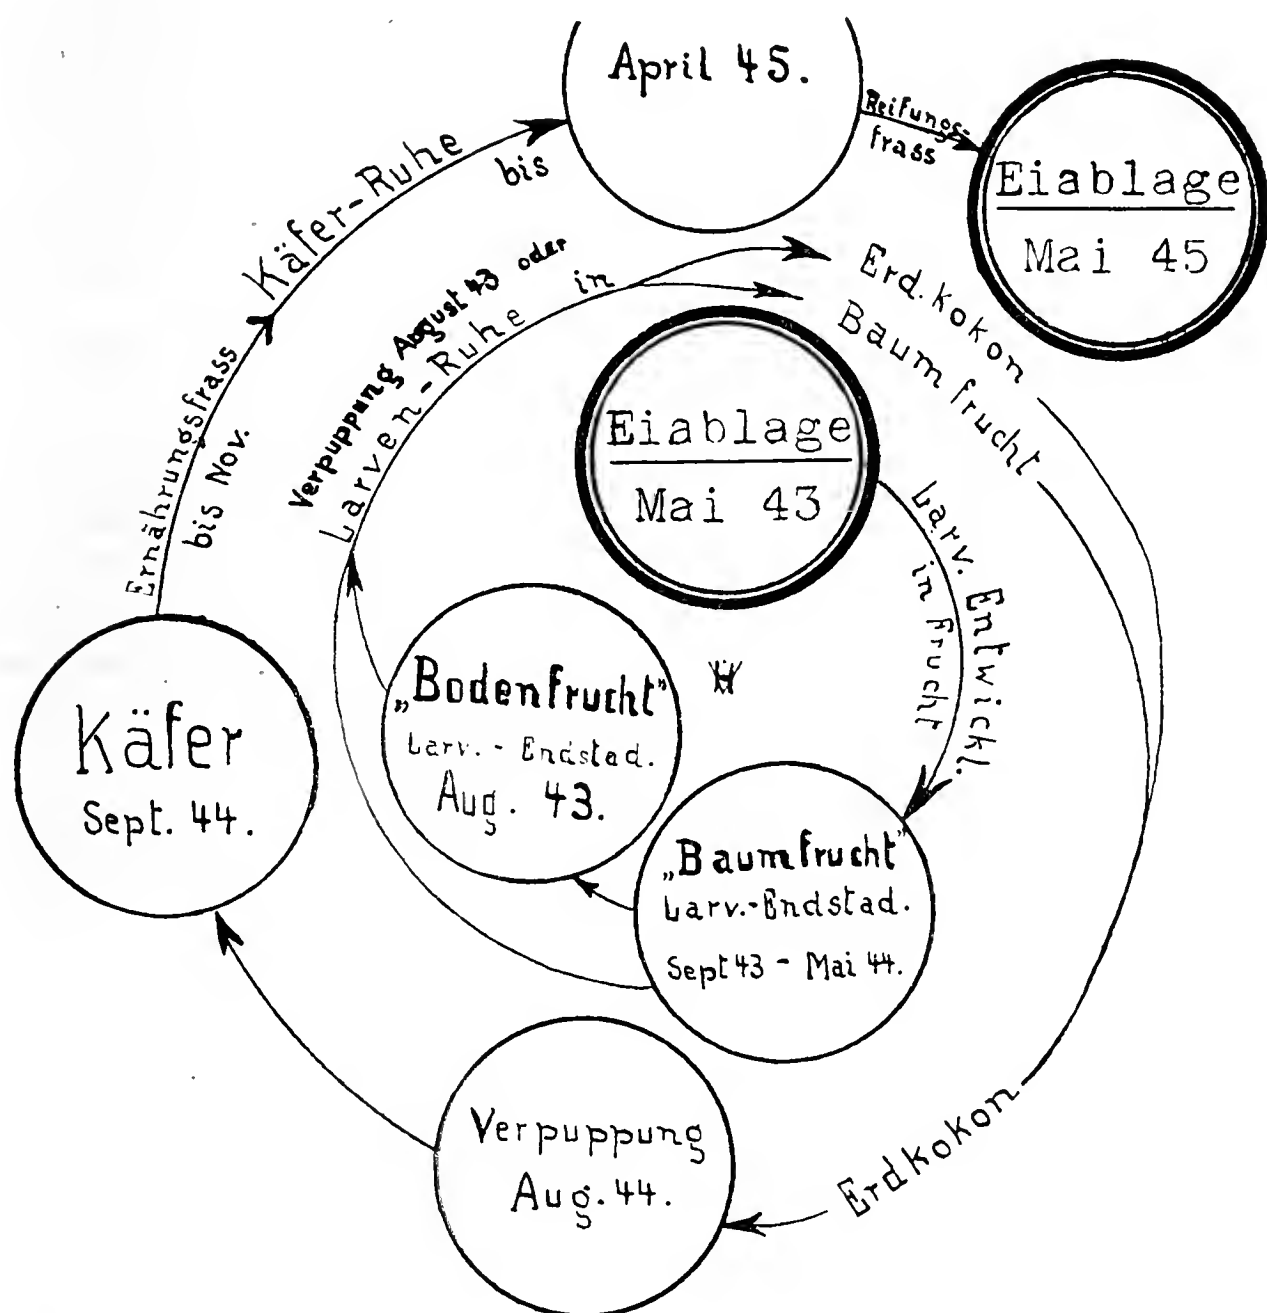 April 45.
Reifungs-
frass
Eiablage
Mai 45
Käfer-Ruhe
bis
Ernährungsfrass
bis Nov.
Verpuppung August 43 oder
Larven-Ruhe in
Erd.kokon
Baumfrucht
Eiablage
Mai 43
Larv. Entwickl.
in Frucht
„Bodenfrucht"
Larv. - Endstad.
Aug. 43.
Käfer
Sept. 44.
„Baumfrucht"
Larv.-Endstad.
Sept 43 - Mai 44.
Verpuppung
Aug. 44.
Erdkokon